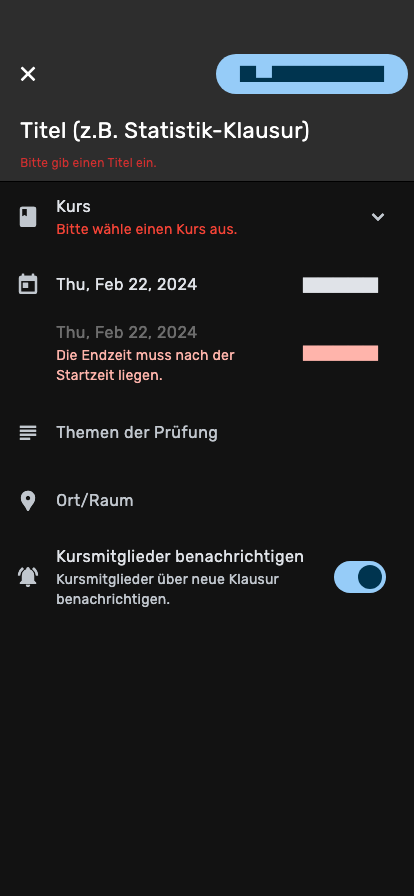 Titel (z.B. Statistik-Klausur)
Bitte gib einen Titel ein.
Kurs
Bitte wähle einen Kurs aus.
Thu, Feb 22, 2024
Thu, Feb 22, 2024
Die Endzeit muss nach der
Startzeit liegen.
Themen der Prüfung
Ort/Raum
Kursmitglieder benachrichtigen
Kursmitglieder über neue Klausur
benachrichtigen.